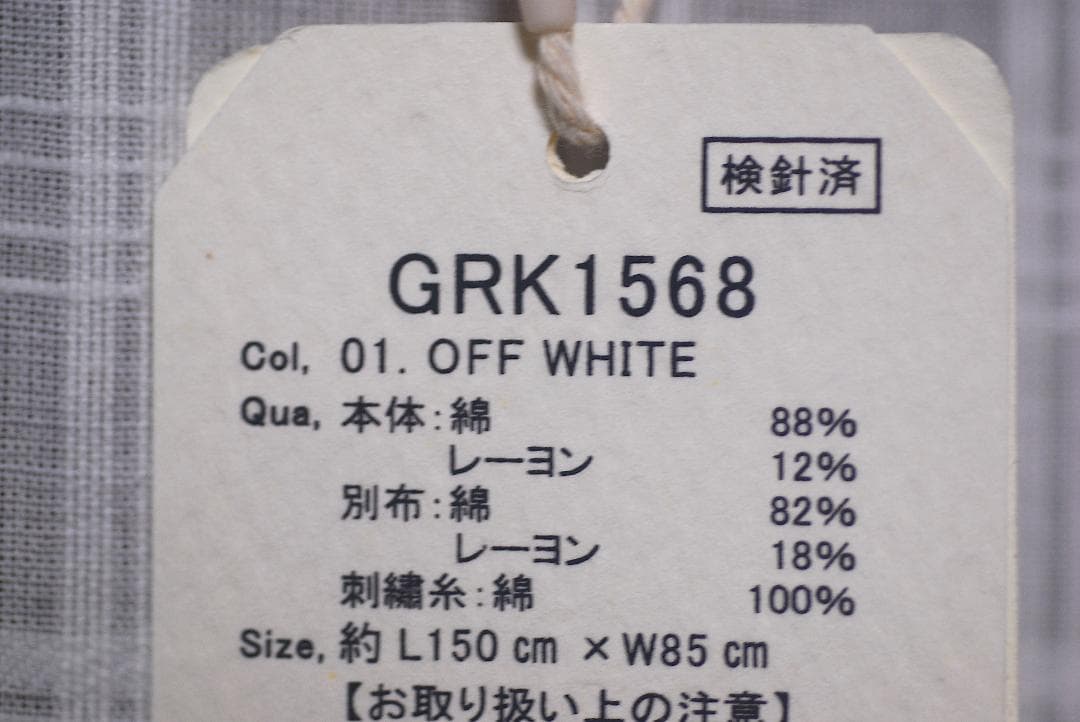 検針済
GRK1568
Col, 01. OFF WHITE
Qua, 本体:綿 88%
レーヨン 12%
別布:綿 82%
レーヨン 18%
刺繍糸:綿 100%
Size, 約 L150 cm × W85 cm
【お取り扱い上の注意】